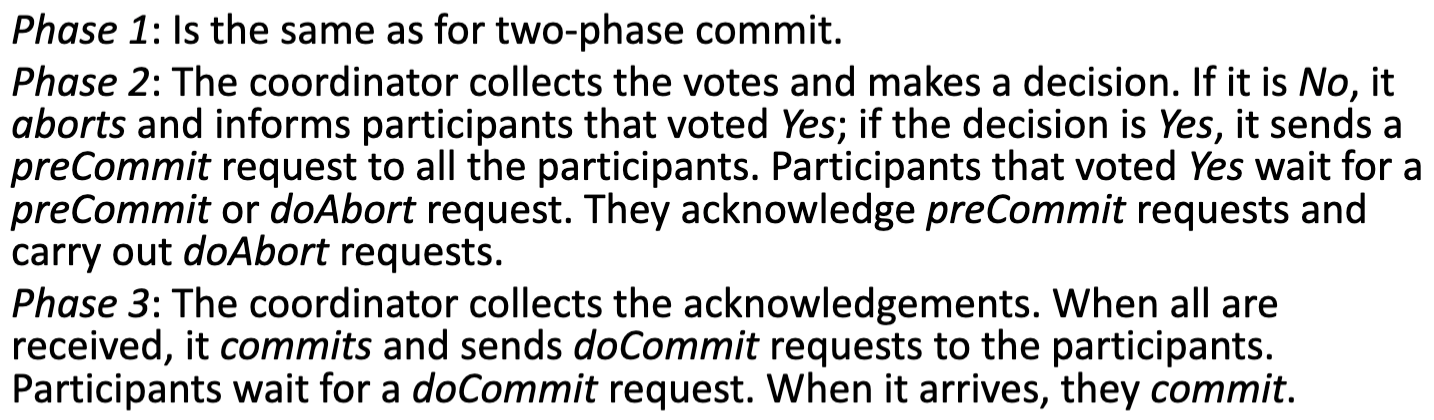 Phase 1: Is the same as for two-phase commit.
Phase 2: The coordinator collects the votes and makes a decision. If it is No, it
aborts and informs participants that voted Yes; if the decision is Yes, it sends a
preCommit request to all the participants. Participants that voted Yes wait for a
preCommit or doAbort request. They acknowledge preCommit requests and
carry out doAbort requests.
Phase 3: The coordinator collects the acknowledgements. When all are
received, it commits and sends doCommit requests to the participants.
Participants wait for a doCommit request. When it arrives, they commit.